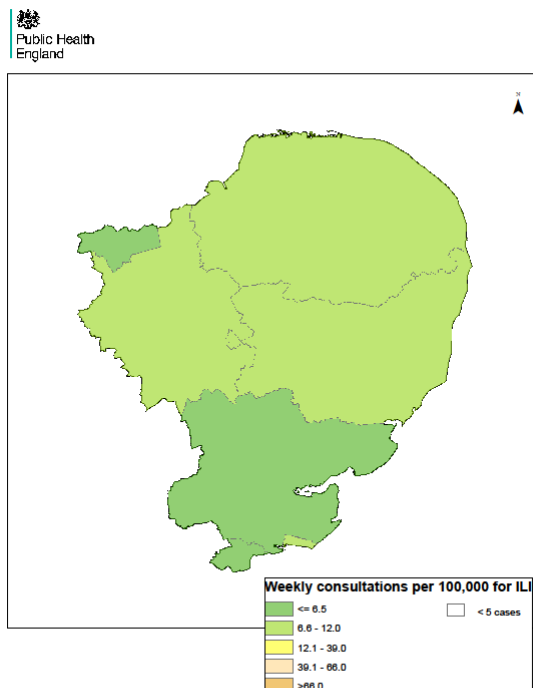 Public Health
England
N
Weekly consultations per 100,000 for ILI
<= 6.5
< 5 cases
6.6 - 12.0
12.1 - 39.0
39.1 - 66.0
>66.0